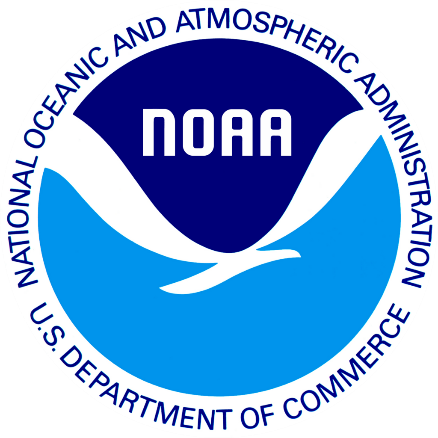 NATIONAL OCEANIC AND ATMOSPHERIC ADMINISTRATION
NOAA
U.S. DEPARTMENT OF COMMERCE